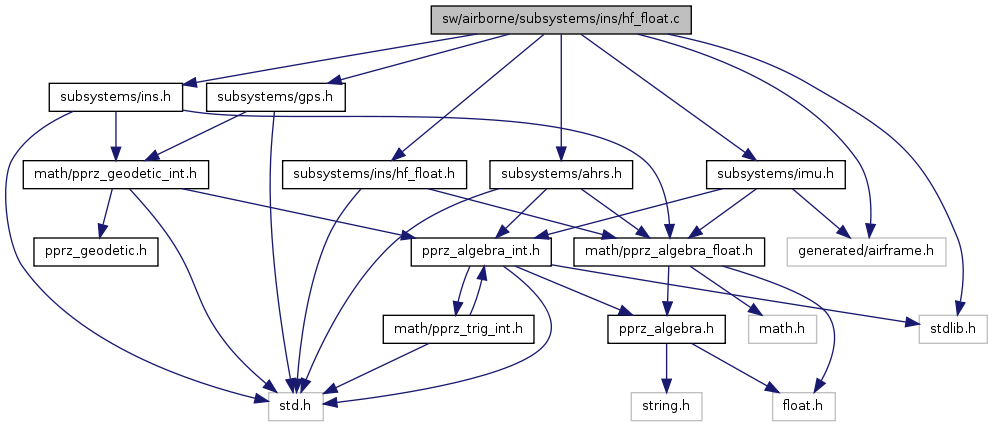 sw/airborne/subsystems/ins/hf_float.c
subsystems/ins.h
subsystems/gps.h
math/pprz_geodetic_int.h
subsystems/ins/hf_float.h
subsystems/ahrs.h
subsystems/imu.h
pprz_geodetic.h
pprz_algebra_int.h
math/pprz_algebra_float.h
generated/airframe.h
math/pprz_trig_int.h
pprz_algebra.h
math.h
stdlib.h
std.h
string.h
float.h